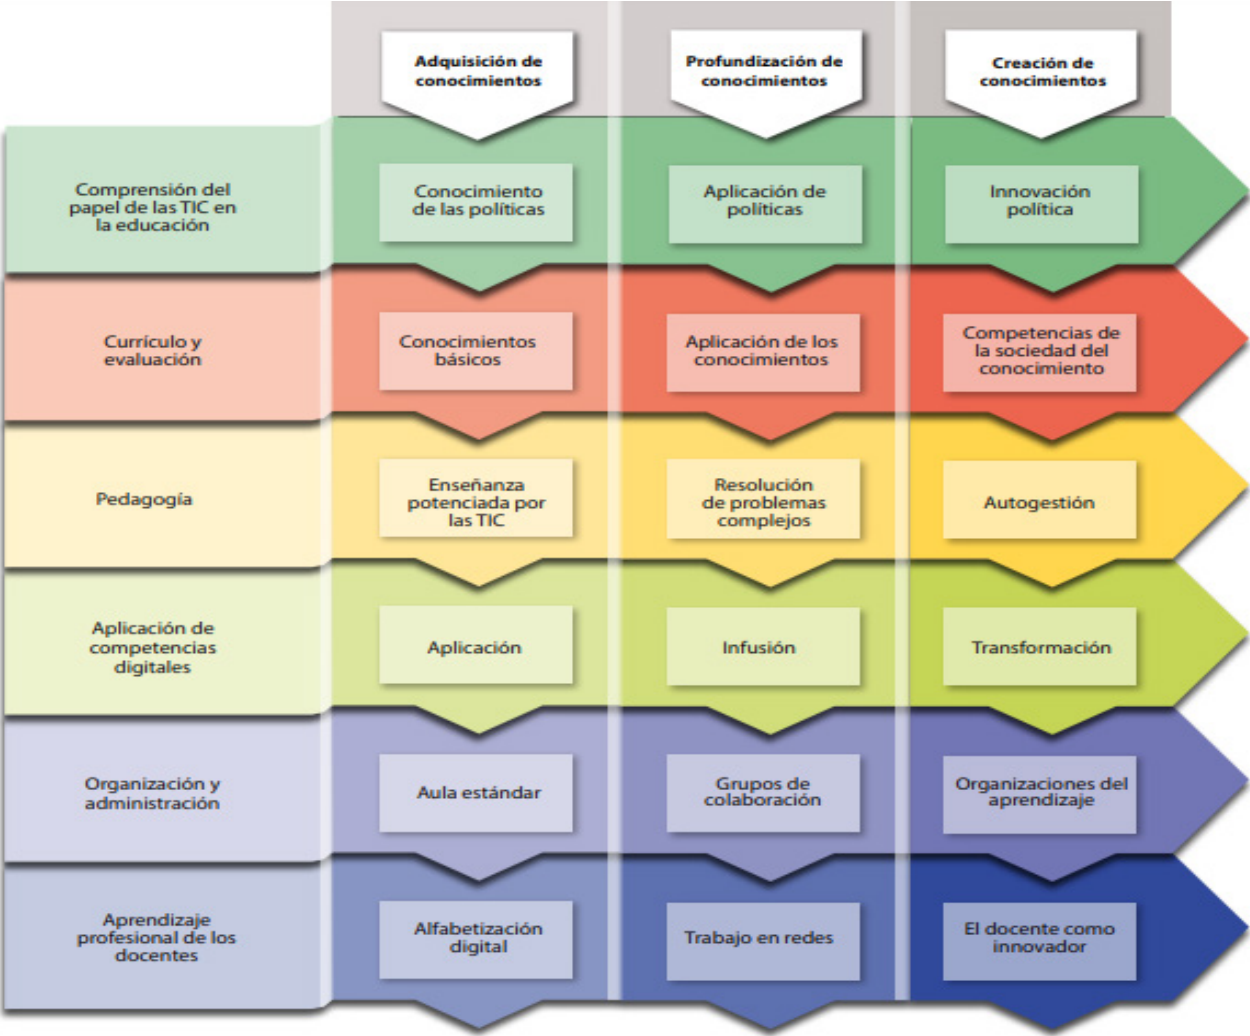 Adquisición de
conocimientos
Profundización de
conocimientos
Creación de
conocimientos
Comprensión del
papel de las TIC en
la educación
Conocimiento
de las políticas
Aplicación de
políticas
Innovación
política
Currículo y
evaluación
Conocimientos
básicos
Aplicación de los
conocimientos
Competencias de
la sociedad del
conocimiento
Pedagogía
Enseñanza
potenciada por
las TIC
Resolución
de problemas
complejos
Autogestión
Aplicación de
competencias
digitales
Aplicación
Infusión
Transformación
Organización y
administración
Aula estándar
Grupos de
colaboración
Organizaciones del
aprendizaje
Aprendizaje
profesional de los
docentes
Alfabetización
digital
Trabajo en redes
El docente como
innovador